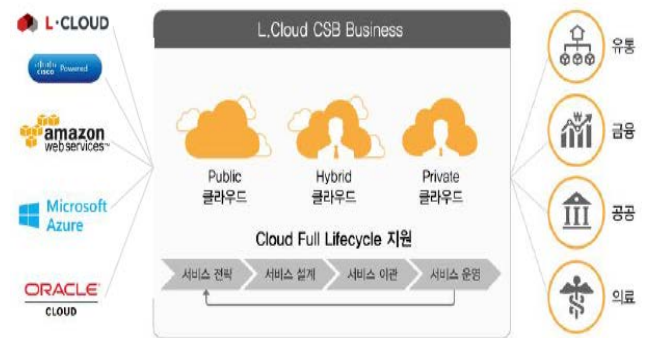 L·CLOUD
cisco Powered
amazon
web services™
Microsoft
Azure
ORACLE®
CLOUD
L.Cloud CSB Business
Public
클라우드
Hybrid
클라우드
Private
클라우드
Cloud Full Lifecycle 지원
서비스 전략
서비스 설계
서비스 이관
서비스 운영
유통
₩
금융
공공
의료